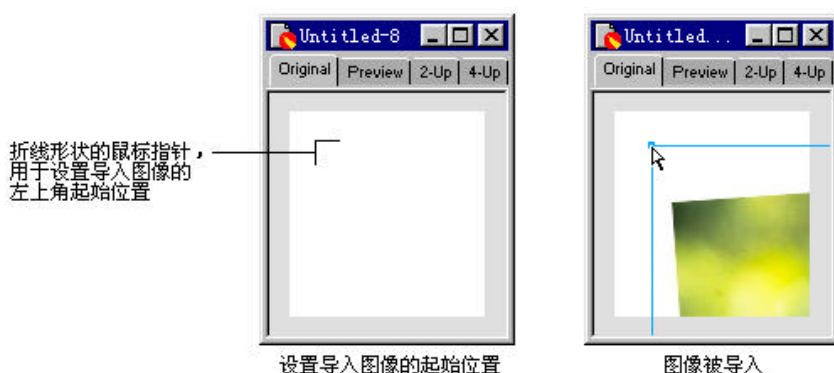 Untitled-8
Original Preview 2-Up 4-Up
Untitled...
Original Preview 2-Up 4-Up
折线形状的鼠标指针，
用于设置导入图像的
左上角起始位置
设置导入图像的起始位置
图像被导入